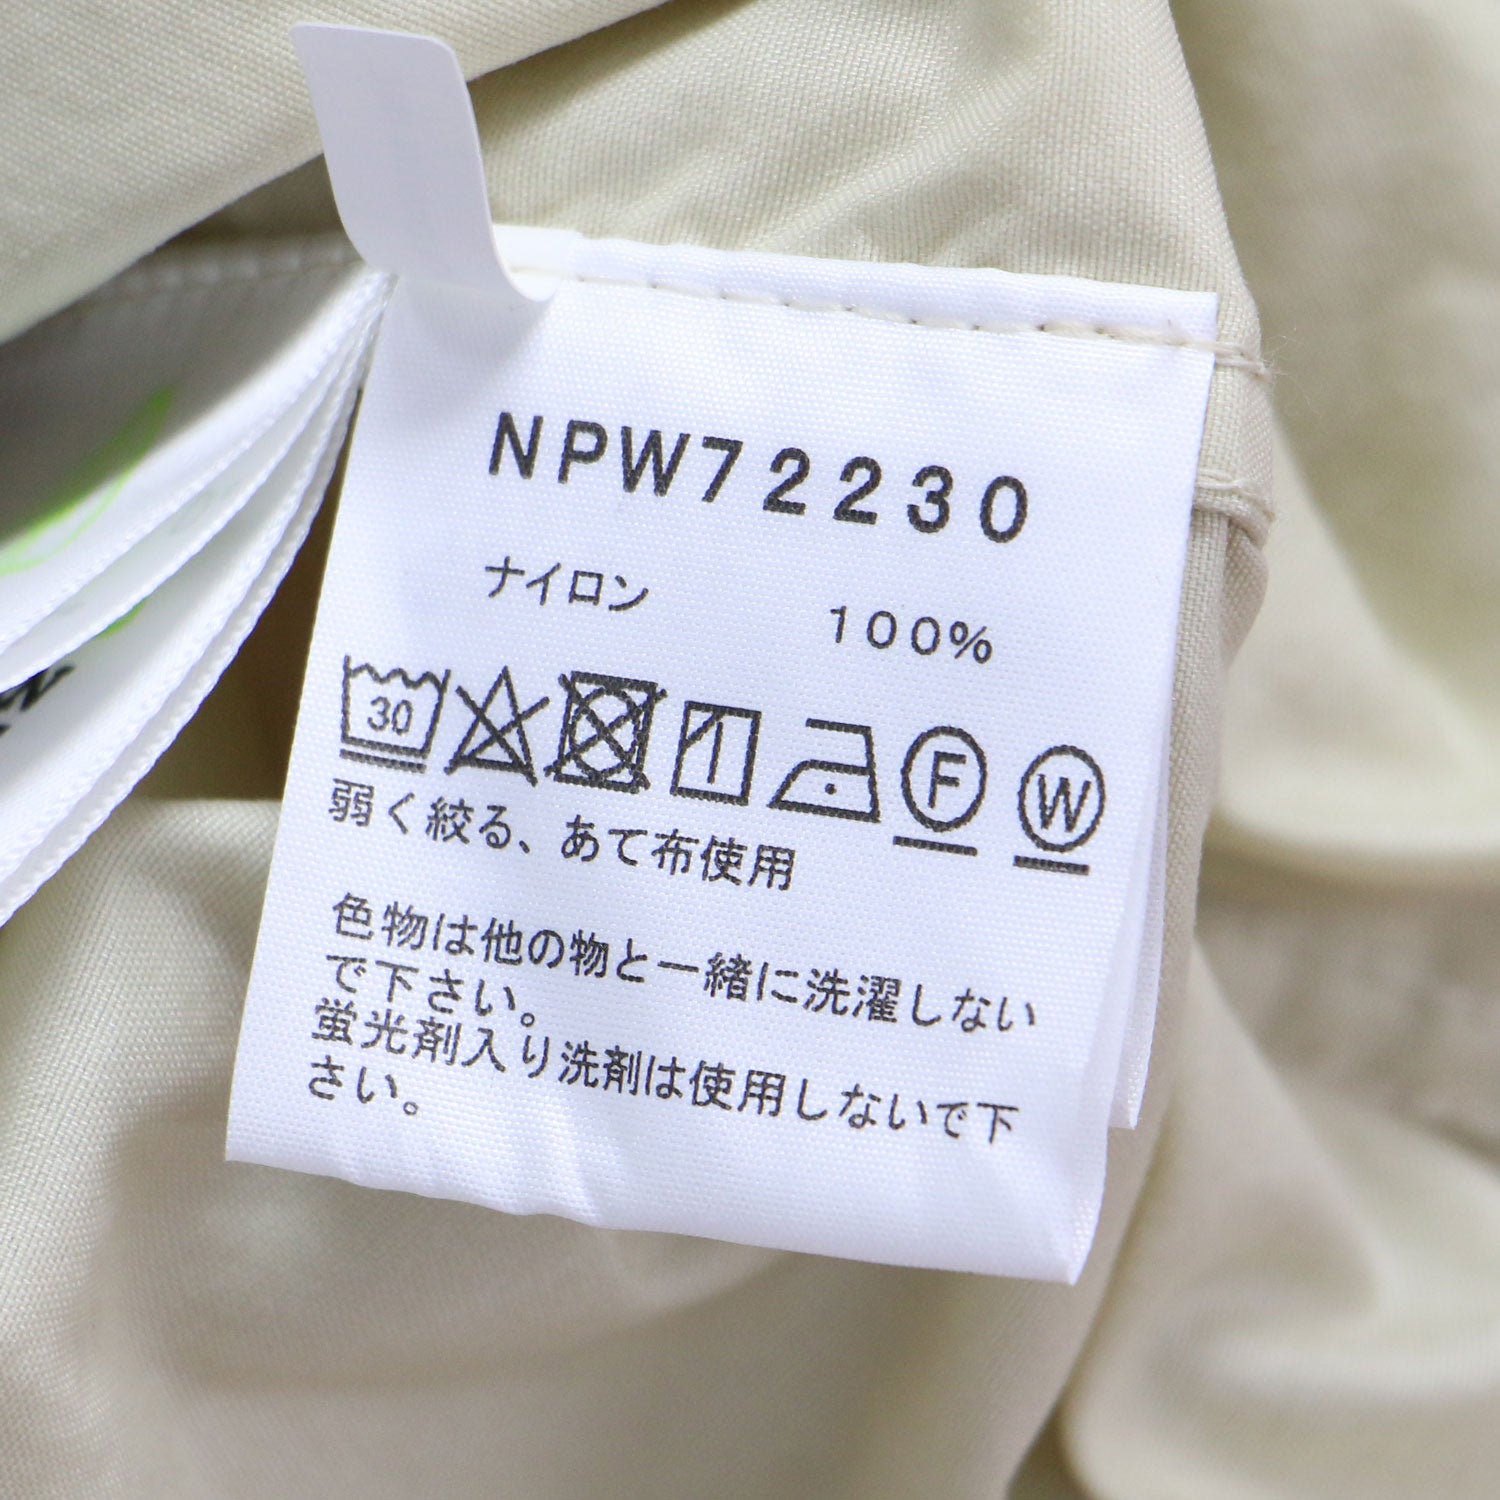 NPW72230
ナイロン 100%
30 F W
弱く絞る、あて布使用
色物は他の物と一緒に洗濯しない
で下さい。
蛍光剤入り洗剤は使用しないで下
さい。